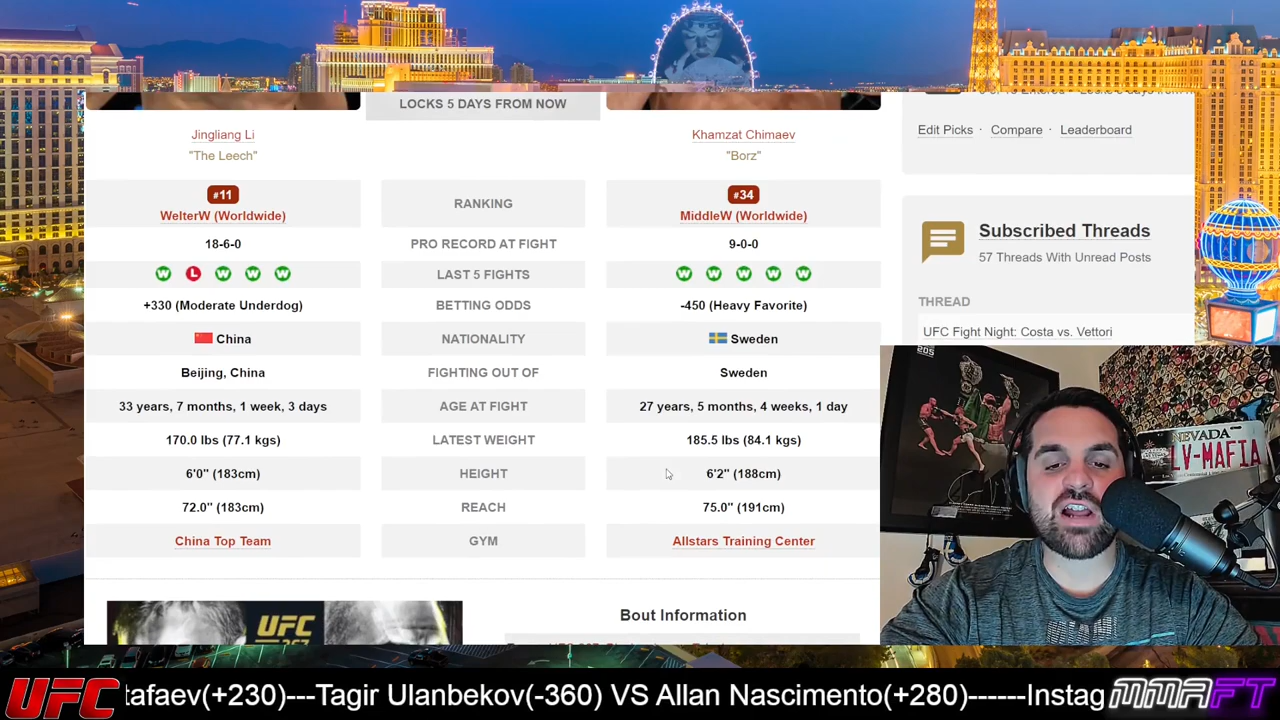 LOCKS 5 DAYS FROM NOW
Jingliang Li
"The Leech"
Khamzat Chimaev
"Borz"
Edit Picks · Compare · Leaderboard
#11
WelterW (Worldwide)
RANKING
#34
MiddleW (Worldwide)
Subscribed Threads
57 Threads With Unread Posts
18-6-0 PRO RECORD AT FIGHT 9-0-0
W L W W W LAST 5 FIGHTS W W W W W
+330 (Moderate Underdog) BETTING ODDS -450 (Heavy Favorite)
THREAD
UFC Fight Night: Costa vs. Vettori
China NATIONALITY Sweden
Beijing, China FIGHTING OUT OF Sweden
33 years, 7 months, 1 week, 3 days AGE AT FIGHT 27 years, 5 months, 4 weeks, 1 day
170.0 lbs (77.1 kgs) LATEST WEIGHT 185.5 lbs (84.1 kgs)
6'0" (183cm) HEIGHT 6'2" (188cm)
72.0" (183cm) REACH 75.0" (191cm)
China Top Team GYM Allstars Training Center
NEVADA
LV-MAFIA
UFC
Bout Information
UFC
tafaev(+230)---Tagir Ulanbekov(-360) VS Allan Nascimento(+280)------Instag
MMAFT